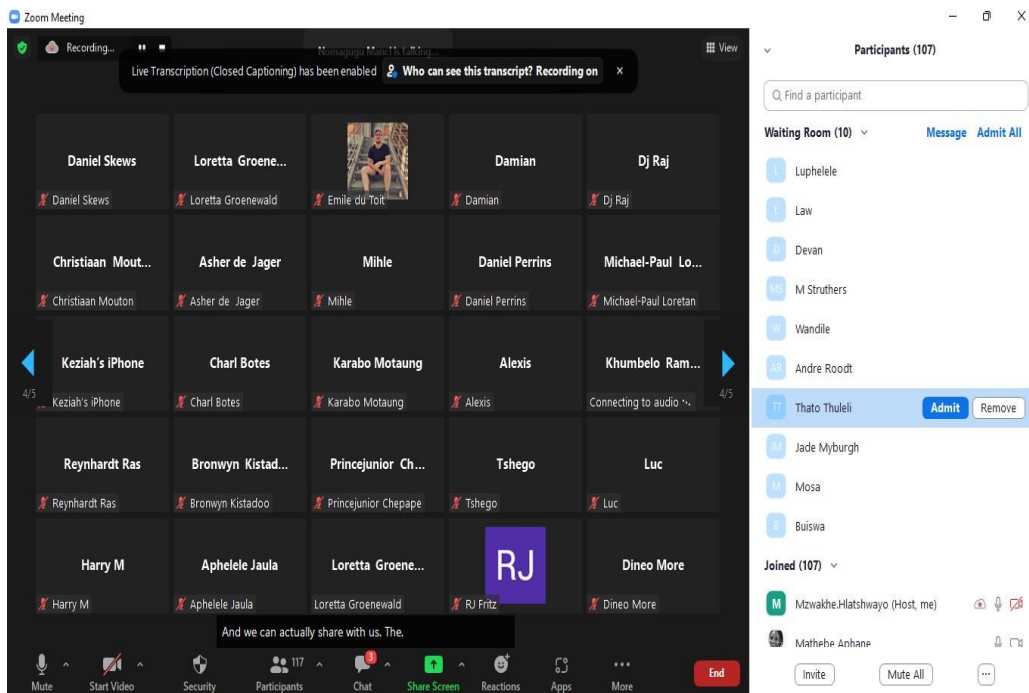 Zoom Meeting
Recording...
Nomagugu Manci is talking...
View
Live Transcription (Closed Captioning) has been enabled Who can see this transcript? Recording on
Daniel Skews
Loretta Groene...
Damian
Dj Raj
Daniel Skews
Loretta Groenewald
Emile du Toit
Damian
Dj Raj
Christiaan Mout...
Asher de Jager
Mihle
Daniel Perrins
Michael-Paul Lo...
Christiaan Mouton
Asher de Jager
Mihle
Daniel Perrins
Michael-Paul Loretan
Keziah's iPhone
Charl Botes
Karabo Motaung
Alexis
Khumbelo Ram...
4/5
4/5
Keziah's iPhone
Charl Botes
Karabo Motaung
Alexis
Connecting to audio
Reynhardt Ras
Bronwyn Kistad...
Princejunior Ch...
Tshego
Luc
Reynhardt Ras
Bronwyn Kistadoo
Princejunior Chepape
Tshego
Luc
Harry M
Aphelele Jaula
Loretta Groene...
RJ
Dineo More
Harry M
Aphelele Jaula
Loretta Groenewald
RJ Fritz
Dineo More
And we can actually share with us. The.
Mute
Start Video
Security
117
Participants
3
Chat
Share Screen
Reactions
Apps
More
End
Participants (107)
Find a participant
Waiting Room (10)
Message
Admit All
L Luphelele
L Law
D Devan
MS M Struthers
W Wandile
AR Andre Roodt
TT Thato Thuleli
Admit
Remove
JM Jade Myburgh
M Mosa
B Buiswa
Joined (107)
M Mzwakhe.Hlatshwayo (Host, me)
Mathebe Aphane
Invite
Mute All
...